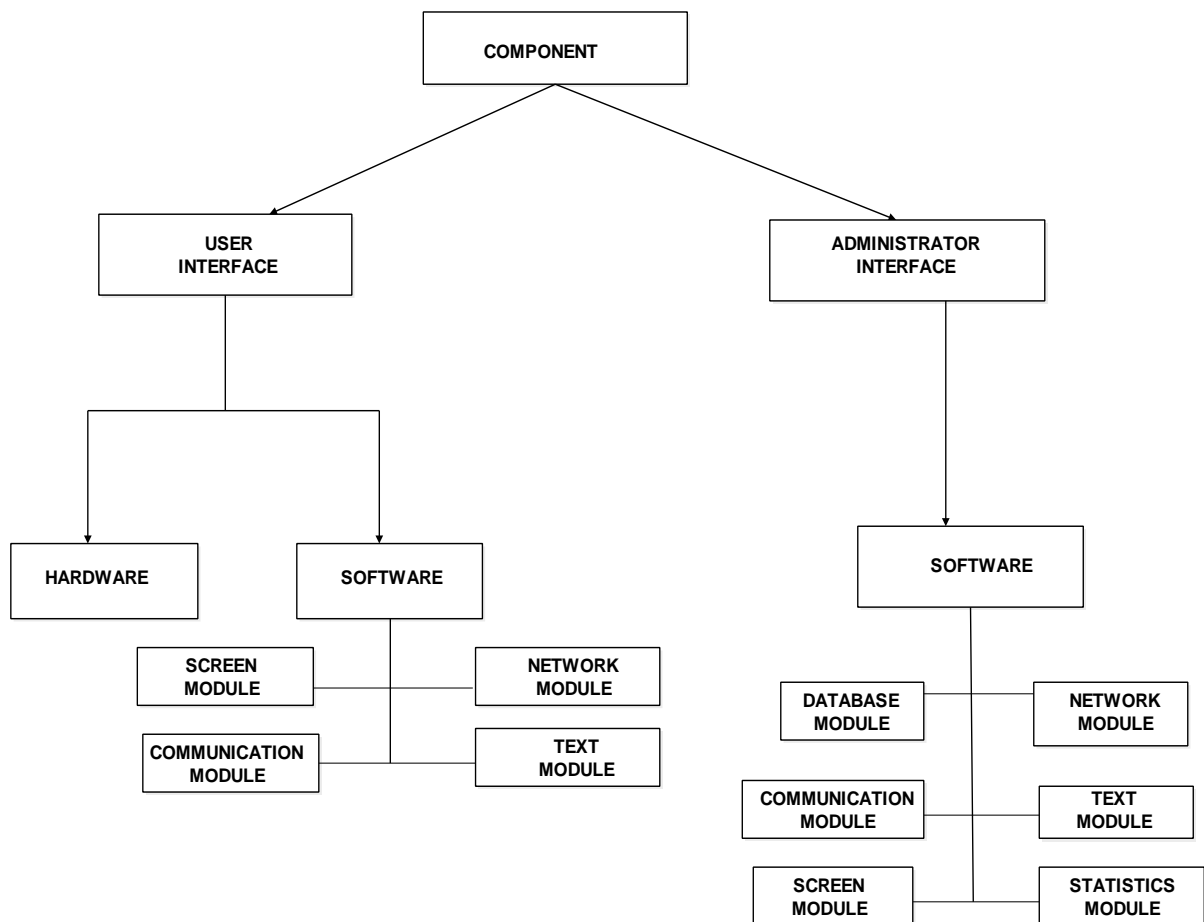 COMPONENT
USER
INTERFACE
ADMINISTRATOR
INTERFACE
HARDWARE
SOFTWARE
SOFTWARE
SCREEN
MODULE
NETWORK
MODULE
COMMUNICATION
MODULE
TEXT
MODULE
DATABASE
MODULE
NETWORK
MODULE
COMMUNICATION
MODULE
TEXT
MODULE
SCREEN
MODULE
STATISTICS
MODULE